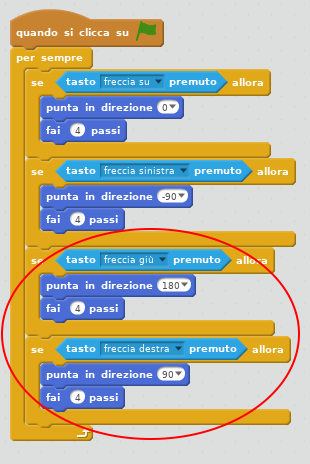 quando si clicca su
per sempre
se tasto freccia su premuto allora
punta in direzione 0
fai 4 passi
se tasto freccia sinistra premuto allora
punta in direzione -90
fai 4 passi
se tasto freccia giù premuto allora
punta in direzione 180
fai 4 passi
se tasto freccia destra premuto allora
punta in direzione 90
fai 4 passi